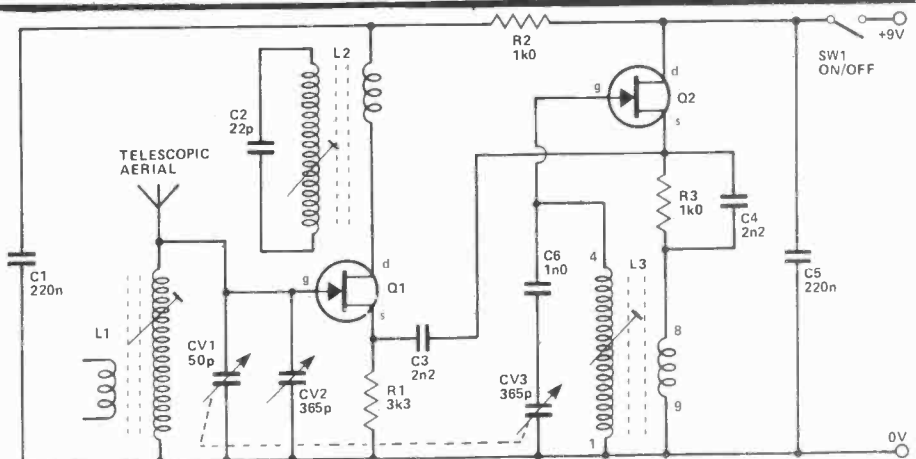 R2
1k0
SW1
ON/OFF
+9V
L2
d
g
Q2
s
C2
22p
TELESCOPIC
AERIAL
R3
1k0
C4
2n2
C1
220n
L1
CV1
50p
CV2
365p
g
d
Q1
s
C3
2n2
R1
3k3
C6
1n0
CV3
365p
4
L3
1
8
9
C5
220n
0V